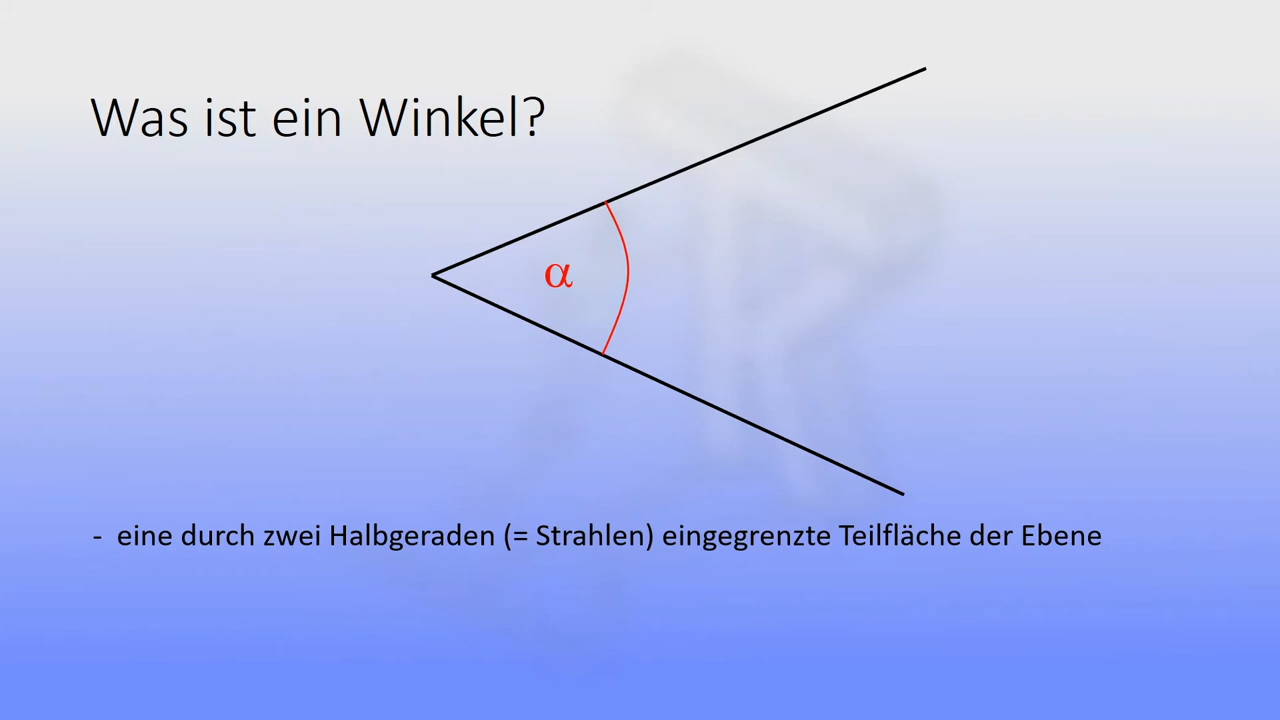 Was ist ein Winkel?
α
- eine durch zwei Halbgeraden (= Strahlen) eingegrenzte Teilfläche der Ebene